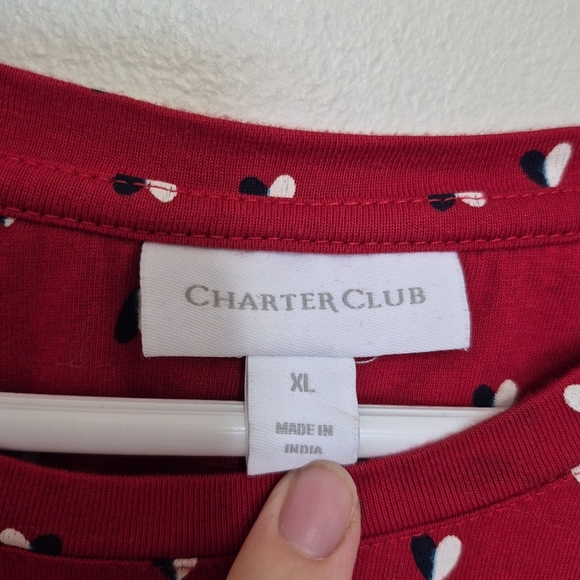 CHARTER CLUB
XL
MADE IN
INDIA